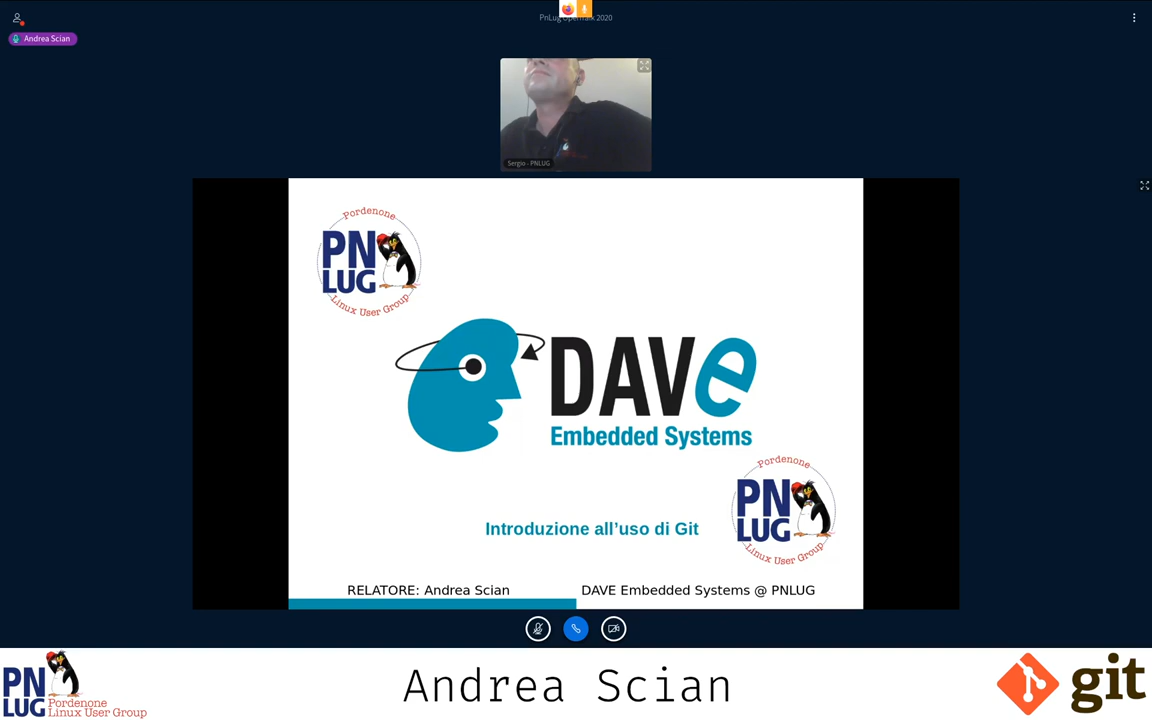 PnLug OpenTalk 2020
Andrea Scian
Sergio - PNLUG
Pordenone
PN
LUG
Linux User Group
DAVe
Embedded Systems
Pordenone
PN
LUG
Linux User Group
Introduzione all’uso di Git
RELATORE: Andrea Scian
DAVE Embedded Systems @ PNLUG
PN
LUG
Pordenone
Linux User Group
Andrea Scian
git